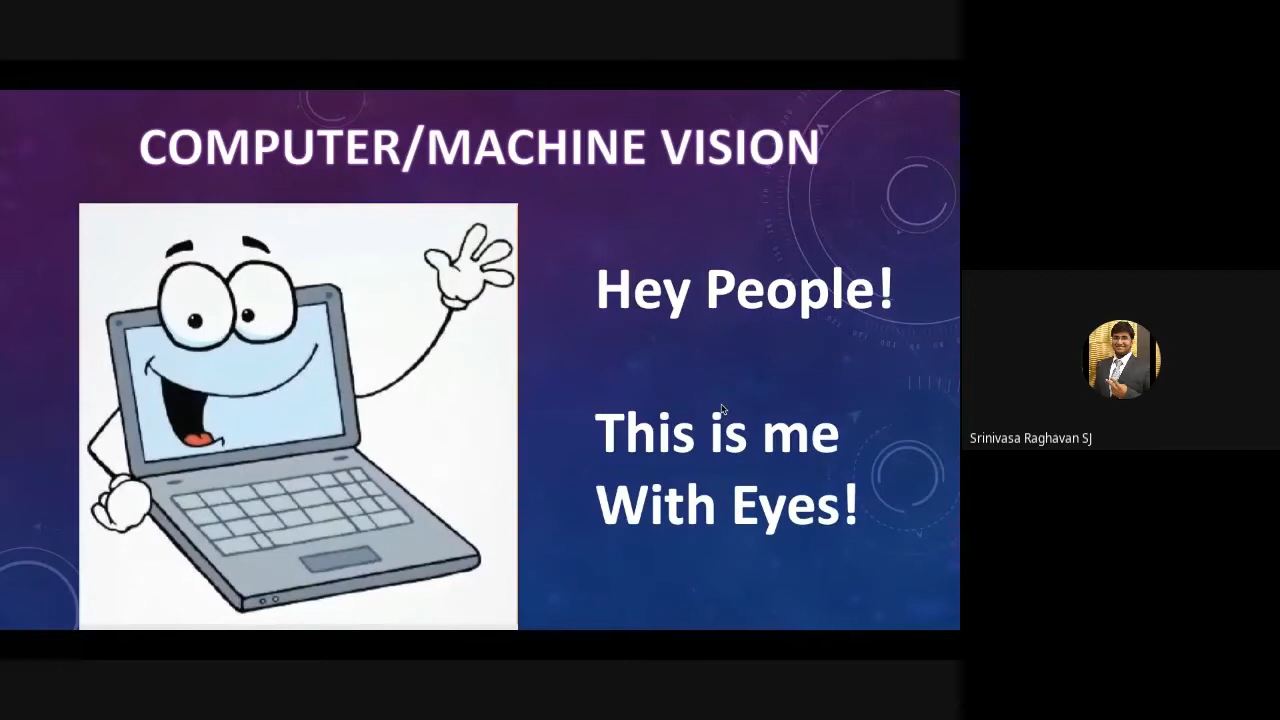 COMPUTER/MACHINE VISION
Hey People!
This is me
With Eyes!
Srinivasa Raghavan SJ